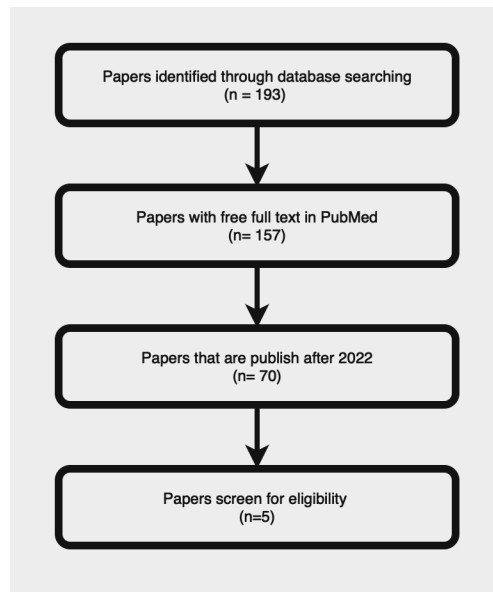 Papers identified through database searching
(n = 193)
Papers with free full text in PubMed
(n= 157)
Papers that are publish after 2022
(n= 70)
Papers screen for eligibility
(n=5)